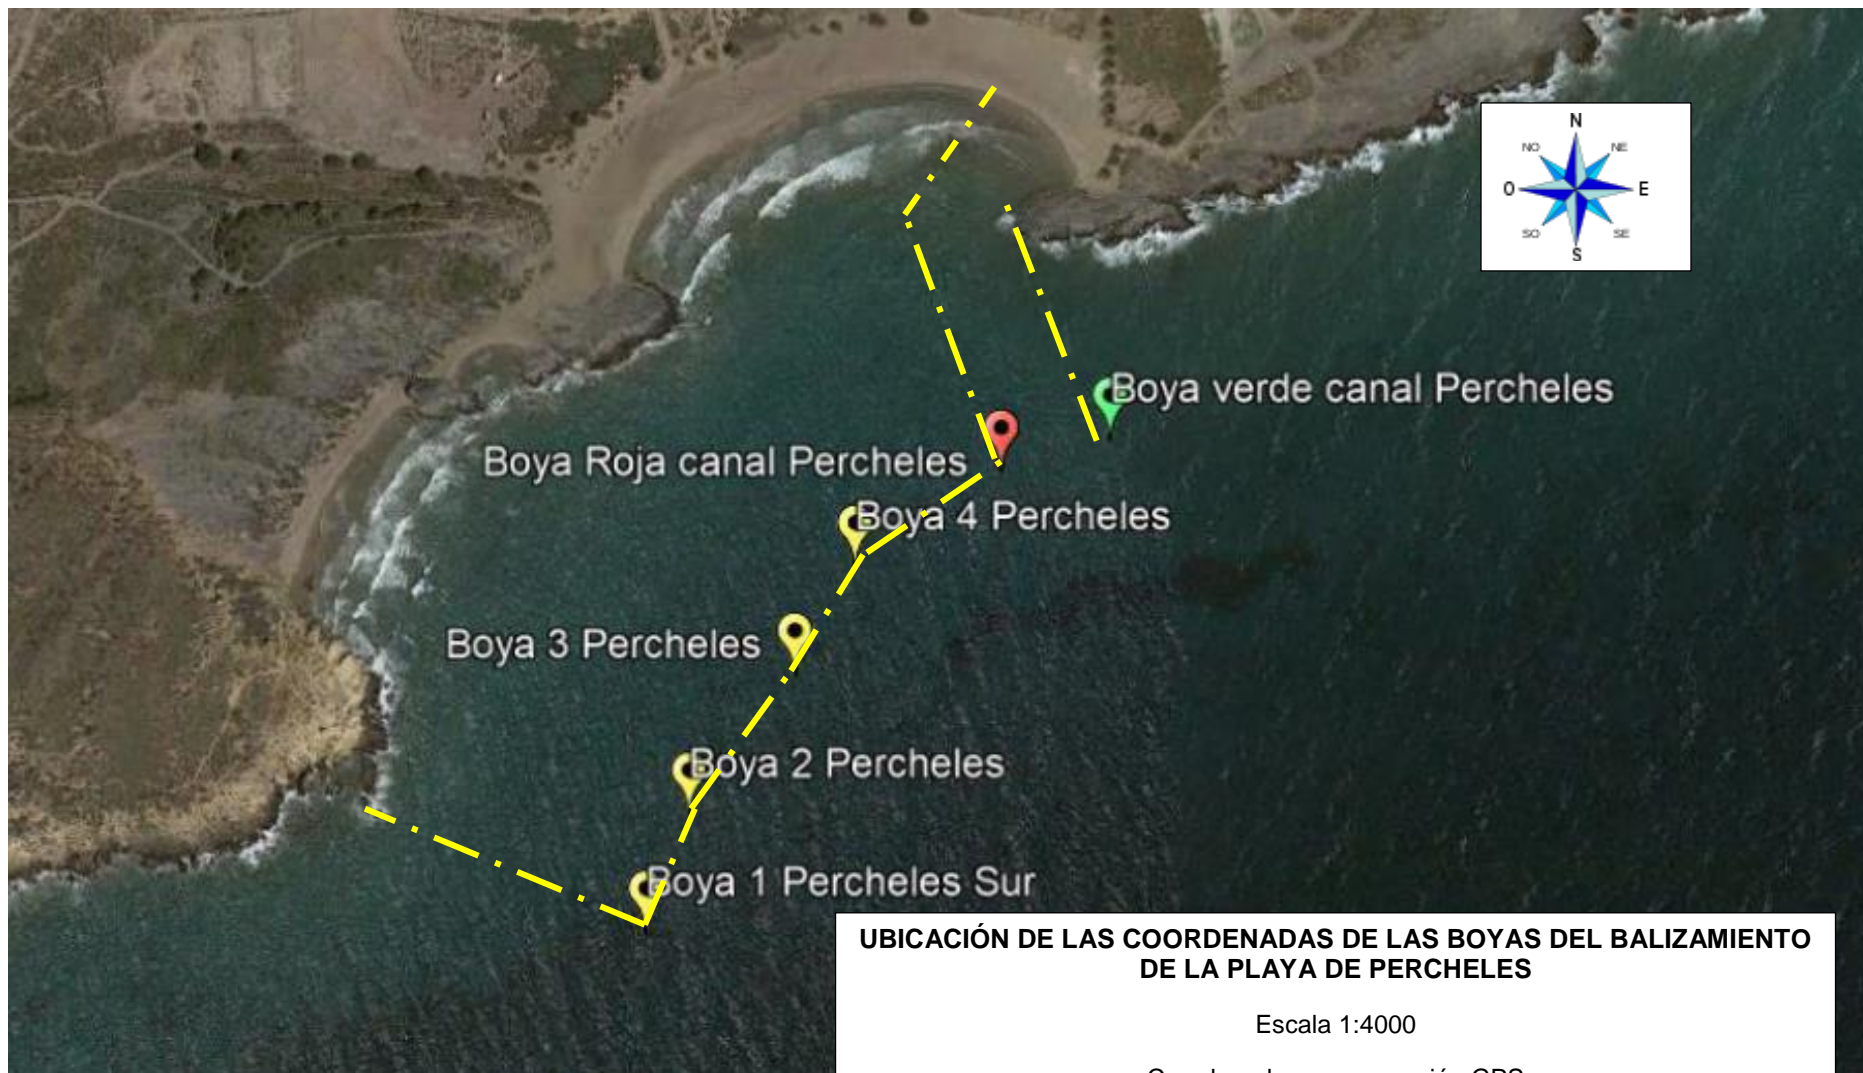 N
NO
NE
O
E
SO
SE
S
Boya verde canal Percheles
Boya Roja canal Percheles
Boya 4 Percheles
Boya 3 Percheles
Boya 2 Percheles
Boya 1 Percheles Sur
UBICACIÓN DE LAS COORDENADAS DE LAS BOYAS DEL BALIZAMIENTO
DE LA PLAYA DE PERCHELES
Escala 1:4000
GPS